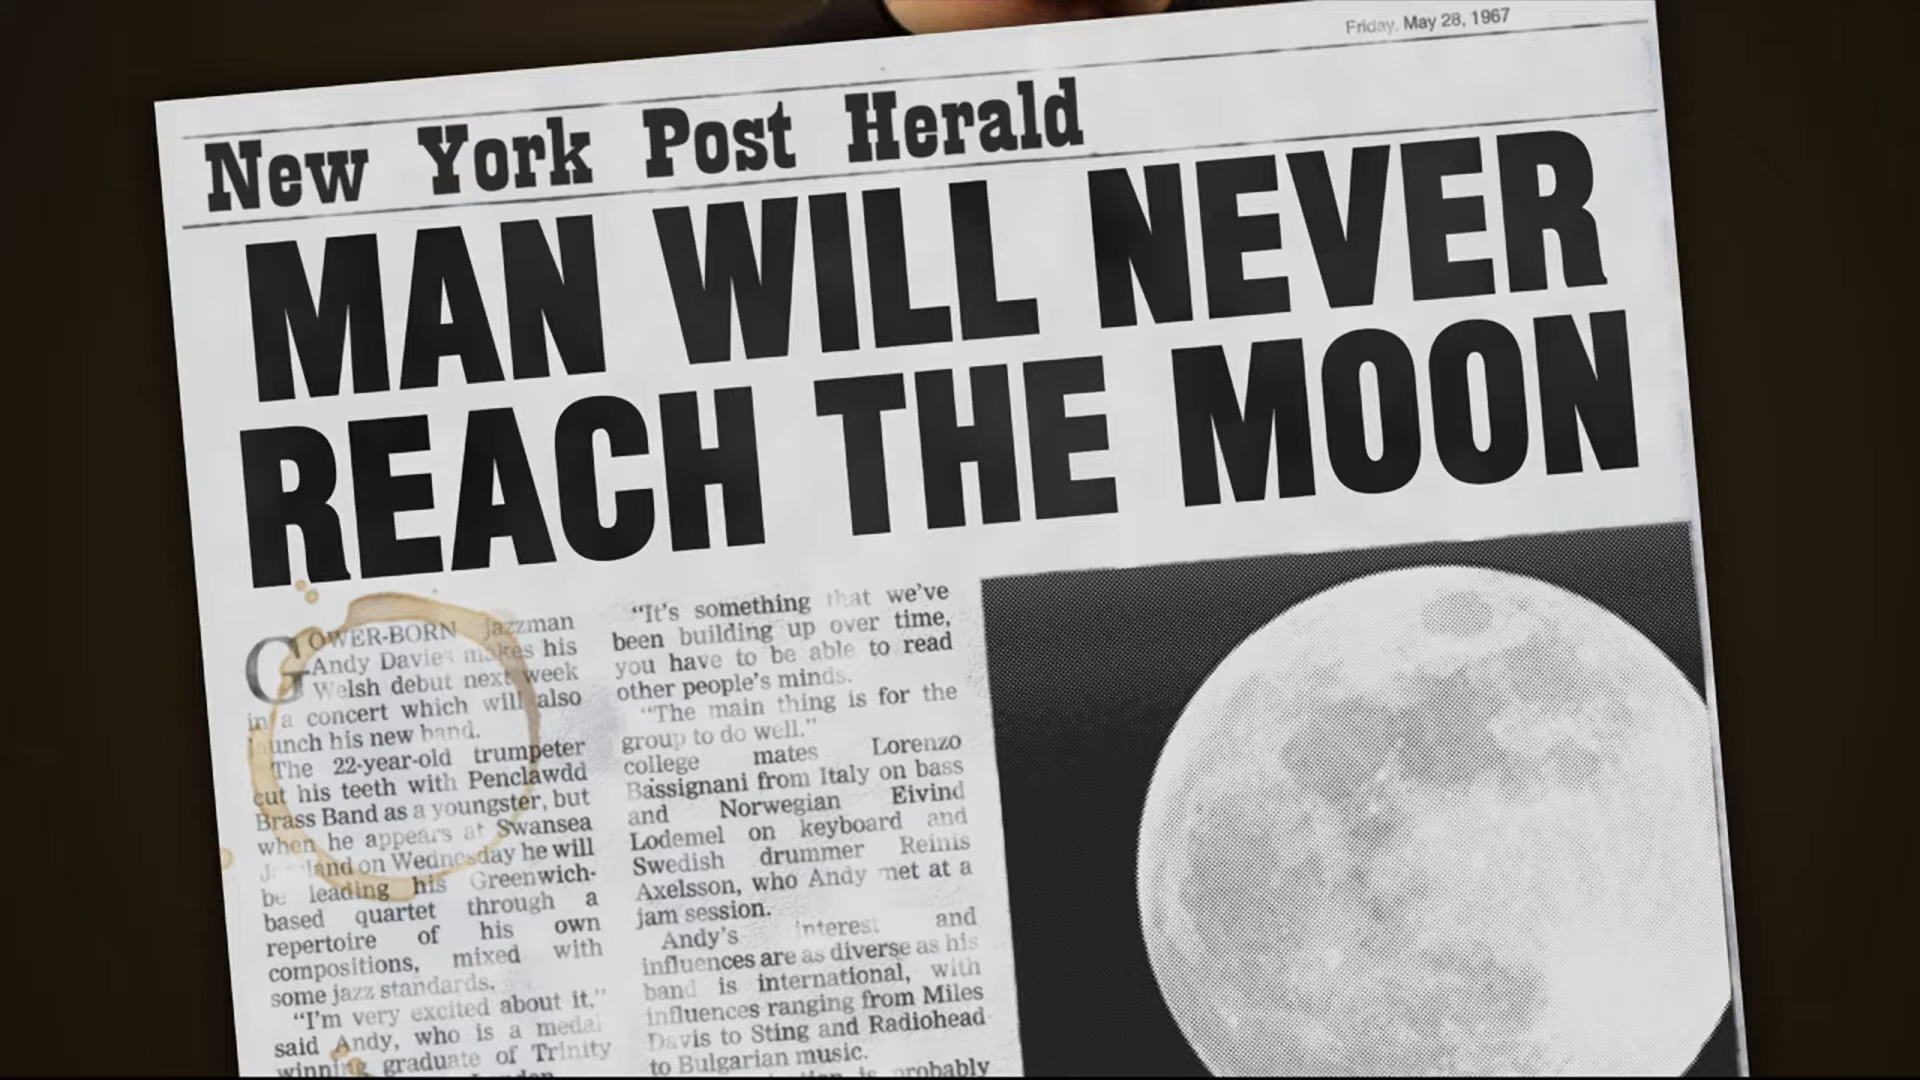 Friday, May 28, 1967
New York Post Herald
MAN WILL NEVER
REACH THE MOON
GOWER-BORN jazzman
Andy Davies makes his
Welsh debut next week
in a concert which will also
launch his new band.
The 22-year-old trumpeter
cut his teeth with Penclawdd
Brass Band as a youngster, but
when he appears at Swansea
land on Wednesday he will
be leading his Greenwich-
based quartet through a
repertoire of his own
compositions, mixed with
some jazz standards.
“I'm very excited about it,”
said Andy, who is a medal
winning graduate of Trinity
“It's something that we've
been building up over time,
you have to be able to read
other people's minds.
“The main thing is for the
group to do well.”
college mates Lorenzo
Bassignani from Italy on bass
and Norwegian Eivind
Lodemel on keyboard and
Swedish drummer Reinis
Axelsson, who Andy met at a
jam session.
Andy's interest and
influences are as diverse as his
band is international, with
influences ranging from Miles
Davis to Sting and Radiohead
to Bulgarian music.
is probably